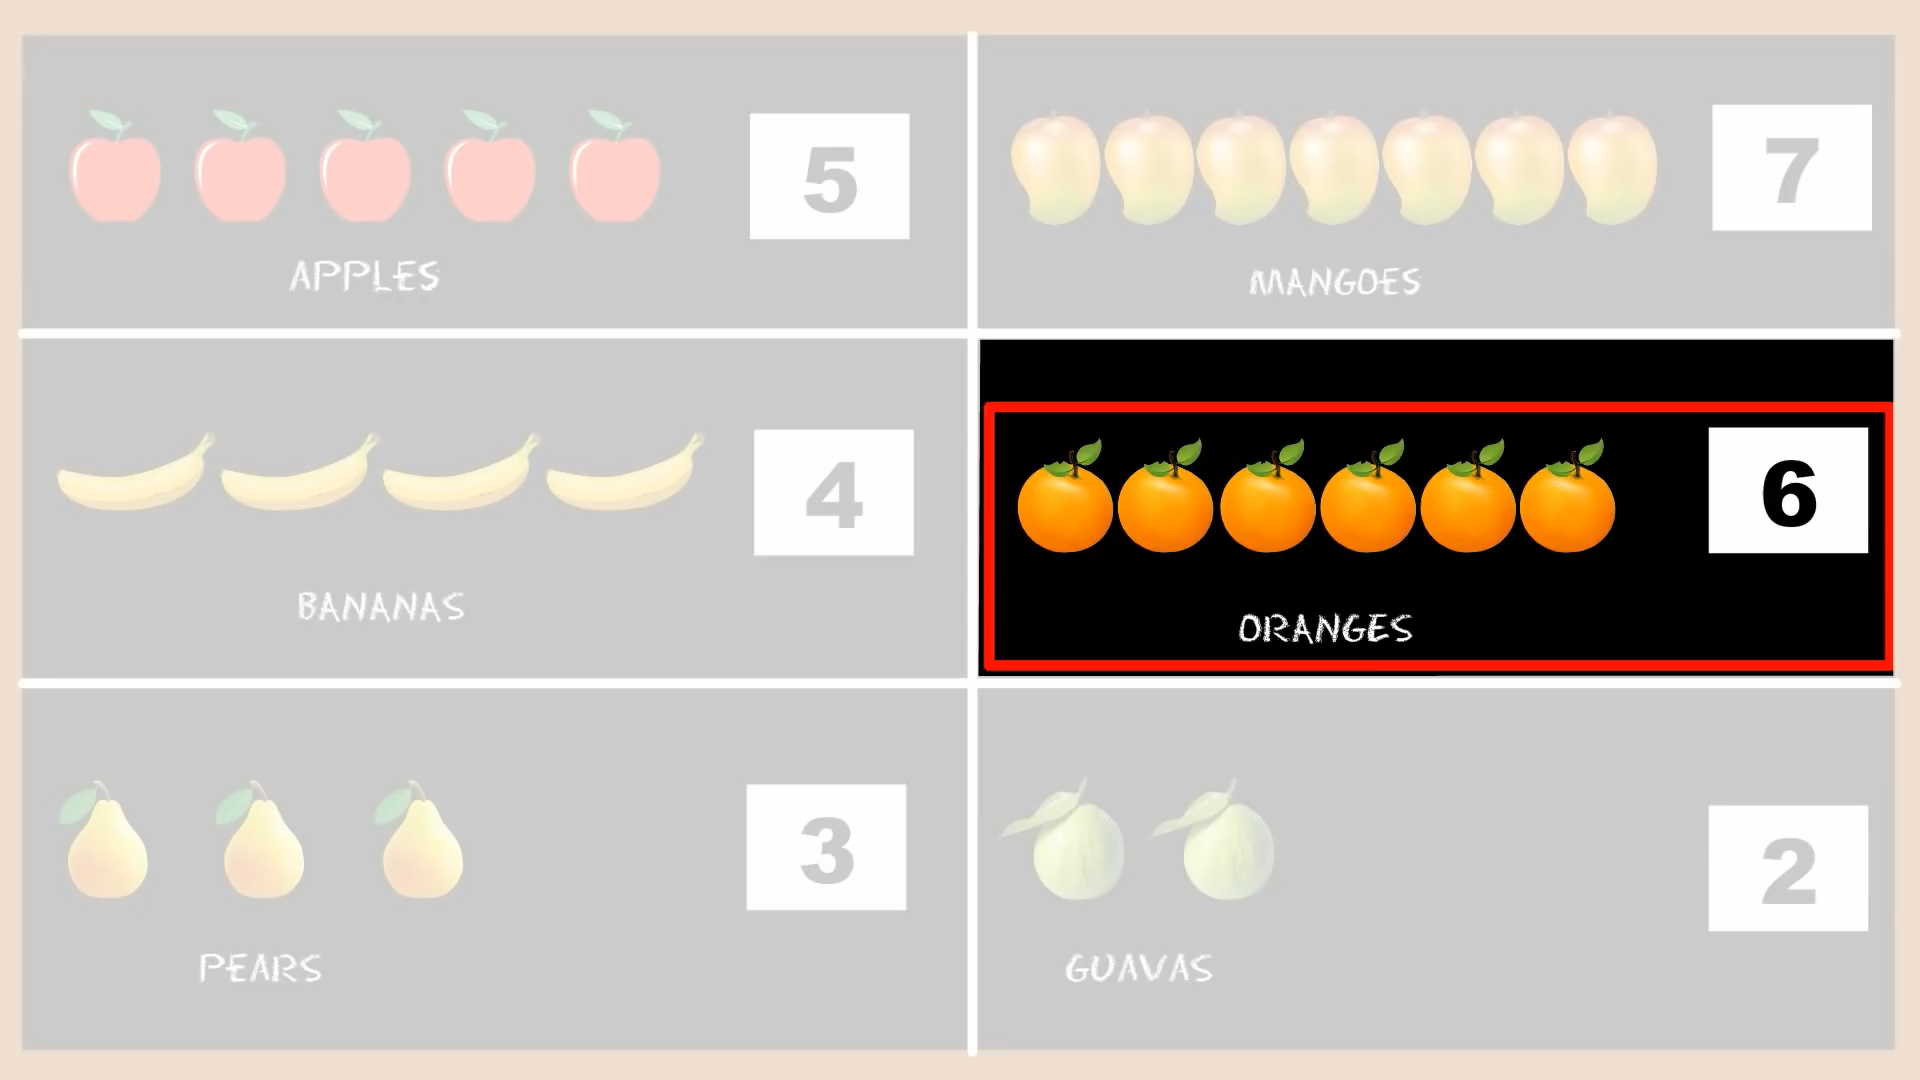 5
APPLES
7
MANGOES
4
BANANAS
6
ORANGES
3
PEARS
2
GUAVAS